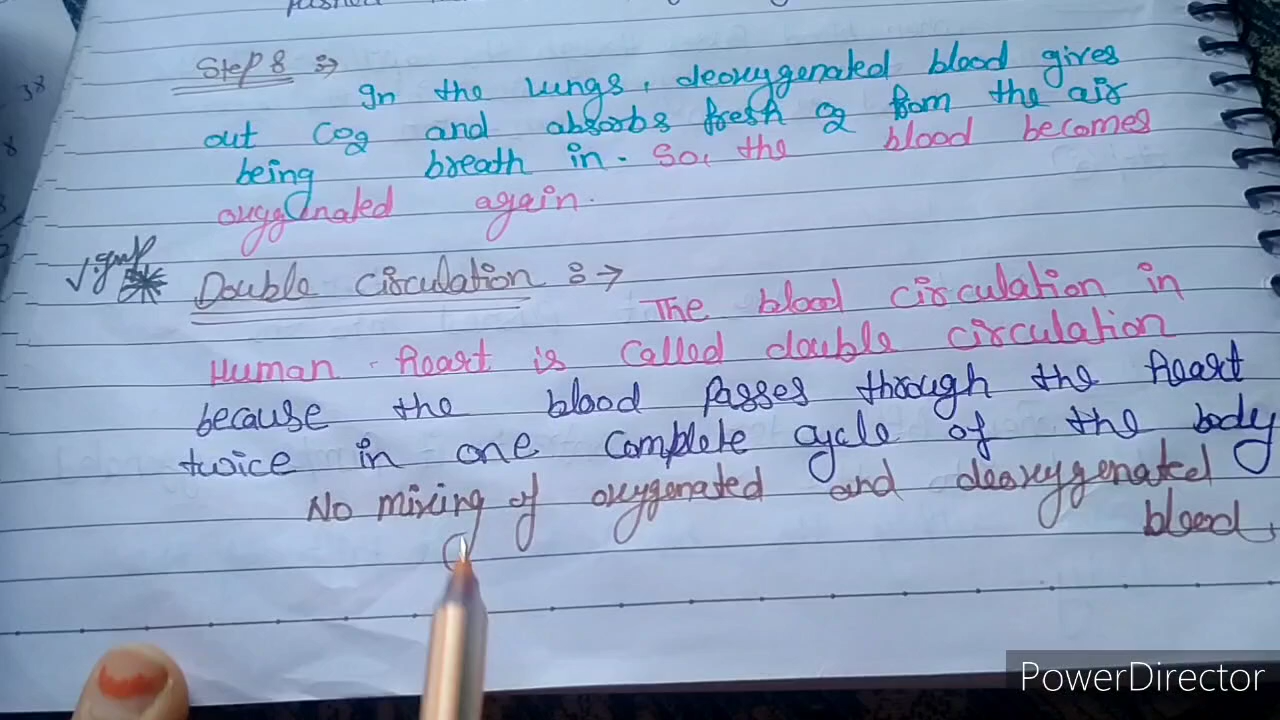 Step 8 :→
In the lungs, deoxygenated blood gives
out CO2 and absorbs fresh O2 from the air
being breath in. So, the blood becomes
oxygenated again.
Double Circulation :→
The blood circulation in
Human Heart is called double circulation
because the blood passes through the heart
twice in one complete cycle of the body
No mixing of oxygenated and deoxygenated
blood,
PowerDirector